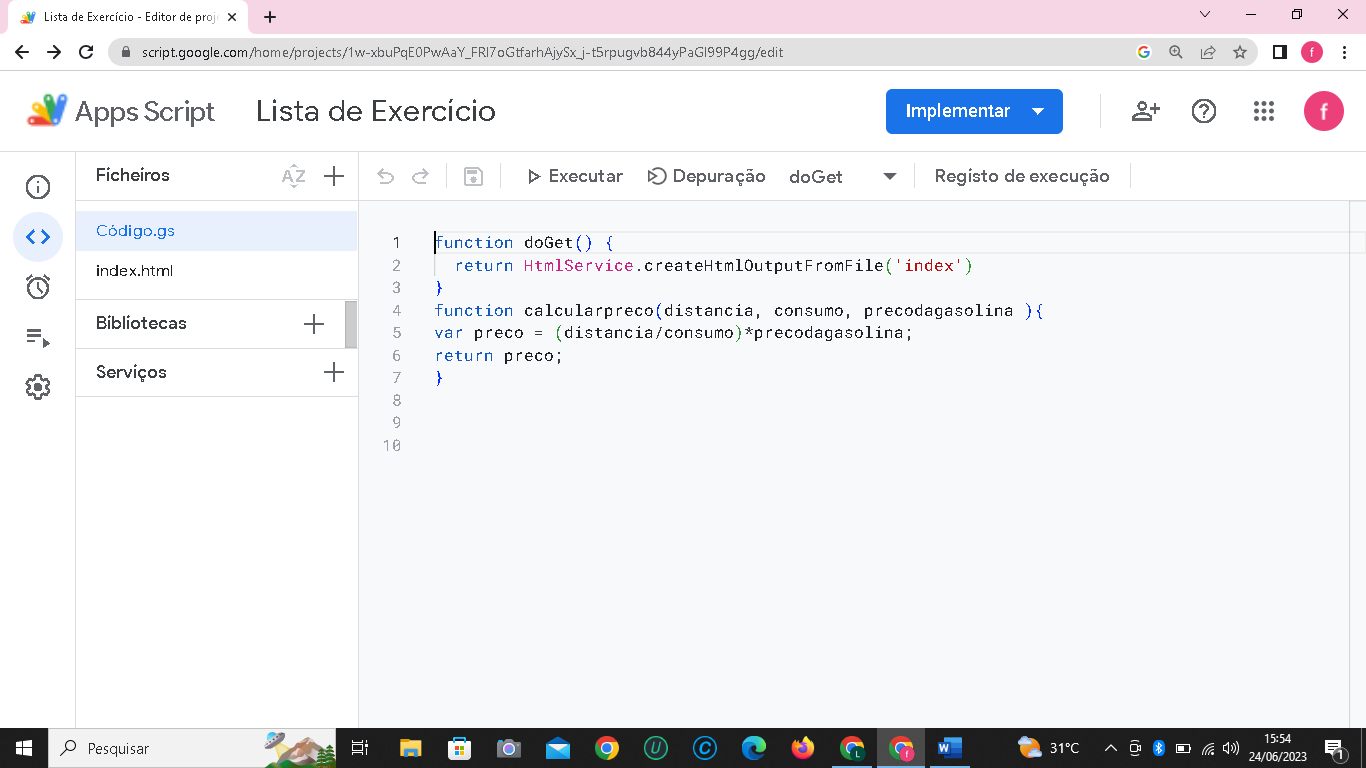 Lista de Exercício - Editor de proj
script.google.com/home/projects/1w-xbuPqE0PwAaY_FRl7oGtfarhAjySx_j-t5rpugvb844yPaGl99P4gg/edit
f
Apps Script
Lista de Exercício
Implementar
f
Ficheiros
AZ
Executar
Depuração
doGet
Registo de execução
Código.gs
index.html
Bibliotecas
Serviços
1 function doGet() {
2 return HtmlService.createHtmlOutputFromFile('index')
3 }
4 function calcularpreco(distancia, consumo, precodagasolina ){
5 var preco = (distancia/consumo)*precodagasolina;
6 return preco;
7 }
8
9
10
Pesquisar
31°C
15:54
24/06/2023
1